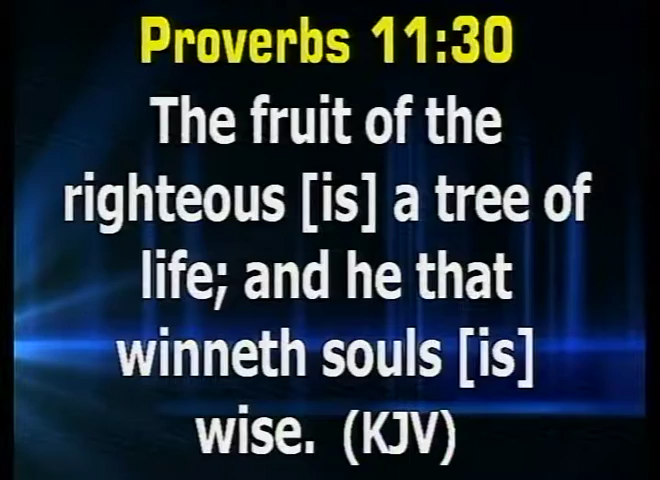 Proverbs 11:30
The fruit of the
righteous [is] a tree of
life; and he that
winneth souls [is]
wise. (KJV)